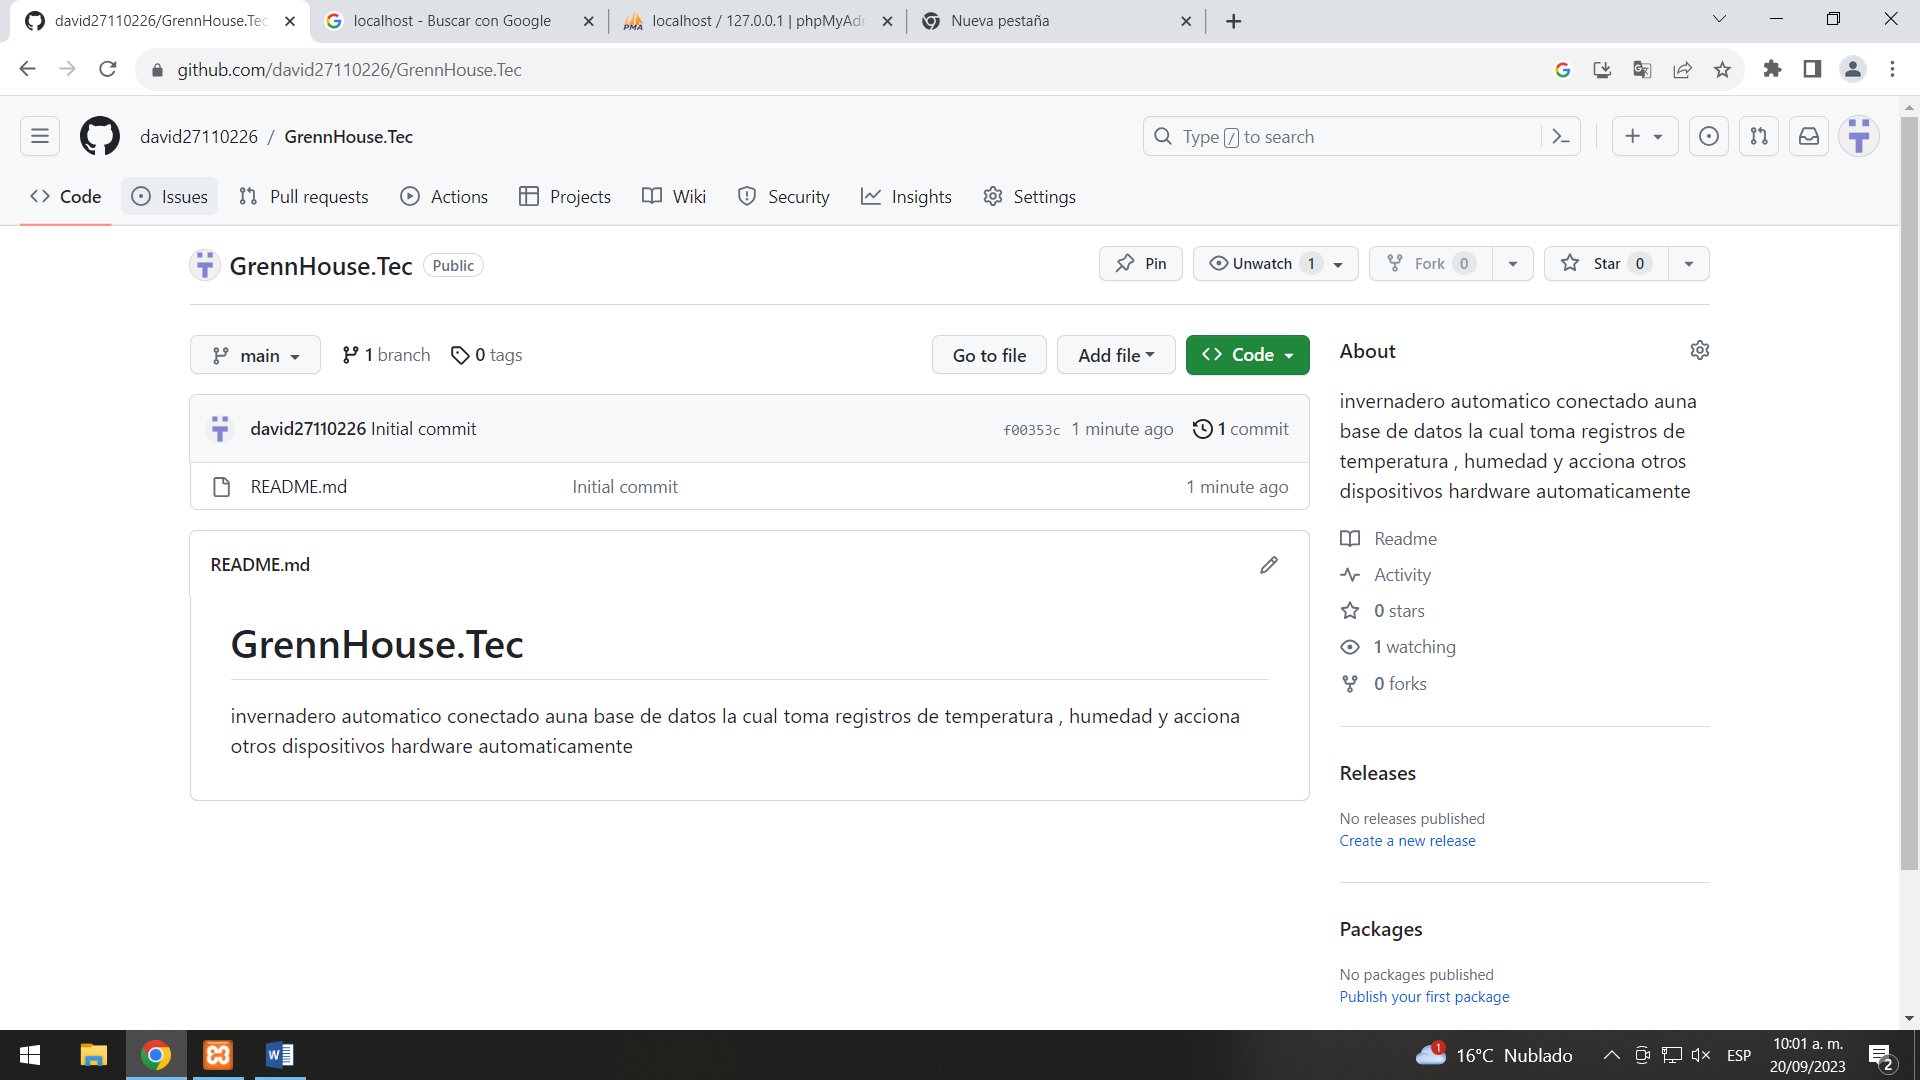 david27110226/GrennHouse.Tec
localhost - Buscar con Google
PMA
localhost / 127.0.0.1 | phpMyAdm
Nueva pestaña
github.com/david27110226/GrennHouse.Tec
david27110226 / GrennHouse.Tec
Type / to search
Code
Issues
Pull requests
Actions
Projects
Wiki
Security
Insights
Settings
GrennHouse.Tec
Public
Pin
Unwatch 1
Fork 0
Star 0
main
1 branch
0 tags
Go to file
Add file
Code
About
david27110226 Initial commit
f00353c 1 minute ago
1 commit
README.md
Initial commit
1 minute ago
README.md
GrennHouse.Tec
invernadero automatico conectado auna base de datos la cual toma registros de temperatura , humedad y acciona
otros dispositivos hardware automaticamente
invernadero automatico conectado auna
base de datos la cual toma registros de
temperatura , humedad y acciona otros
dispositivos hardware automaticamente
Readme
Activity
0 stars
1 watching
0 forks
Releases
No releases published
Create a new release
Packages
No packages published
Publish your first package
1
16°C Nublado
ESP
10:01 a. m.
20/09/2023
2